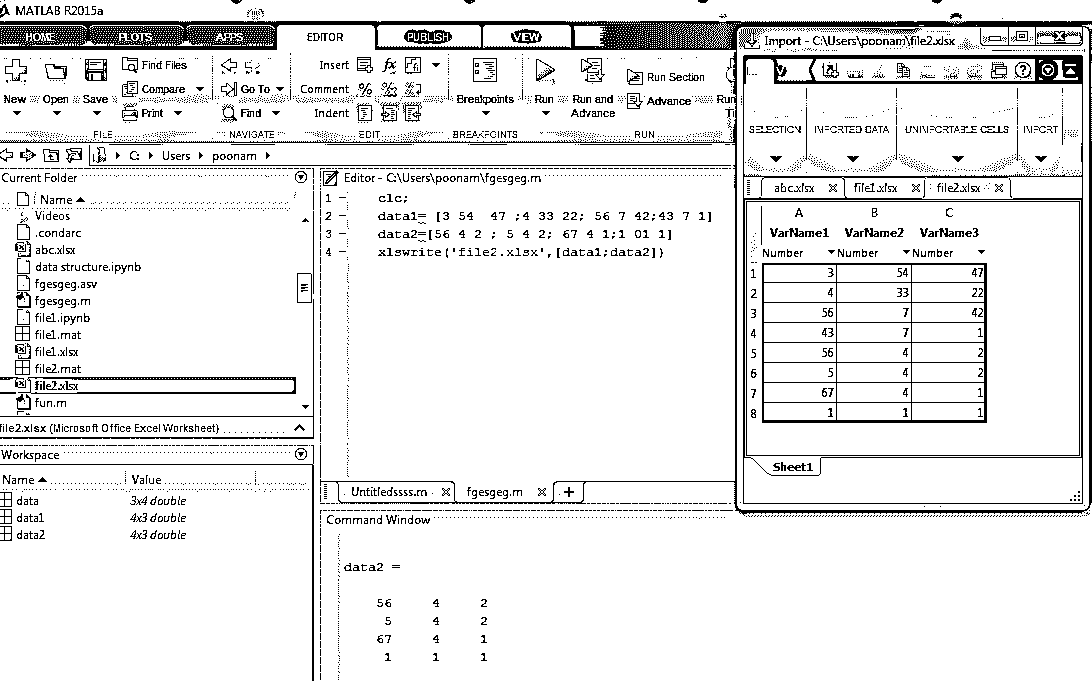 MATLAB R2015a
HOME PLOTS APPS EDITOR PUBLISH VIEW
New Open Save Find Files Compare Print
Go To Find
Insert fx
Comment %
Indent
Breakpoints
Run Run and Advance Run Section Advance
FILE NAVIGATE EDIT BREAKPOINTS RUN
C: Users poonam
Current Folder
Name
Videos
.condarc
abc.xlsx
data structure.ipynb
fgesgeg.asv
fgesgeg.m
file1.ipynb
file1.mat
file1.xlsx
file2.mat
file2.xlsx
fun.m
file2.xlsx (Microsoft Office Excel Worksheet)
Workspace
Name Value
data 3x4 double
data1 4x3 double
data2 4x3 double
Editor - C:\Users\poonam\fgesgeg.m
1 - clc;
2 - data1= [3 54 47 ;4 33 22; 56 7 42;43 7 1]
3 - data2=[56 4 2 ; 5 4 2; 67 4 1;1 01 1]
4 - xlswrite('file2.xlsx',[data1;data2])
Untitledssss.m fgesgeg.m +
Command Window
data2 =
56 4 2
5 4 2
67 4 1
1 1 1
Import - C:\Users\poonam\file2.xlsx
SELECTION IMPORTED DATA UNIMPORTABLE CELLS IMPORT
abc.xlsx file1.xlsx file2.xlsx
A B C
VarName1 VarName2 VarName3
Number Number Number
1 3 54 47
2 4 33 22
3 56 7 42
4 43 7 1
5 56 4 2
6 5 4 2
7 67 4 1
8 1 1 1
Sheet1